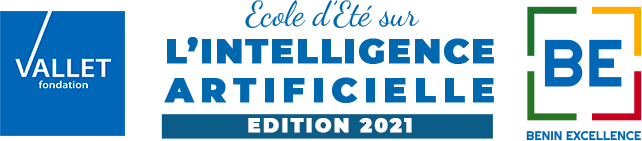 VALLET
fondation
Ecole d'Eté sur
L'INTELLIGENCE
ARTIFICIELLE
EDITION 2021
BE
BENIN EXCELLENCE